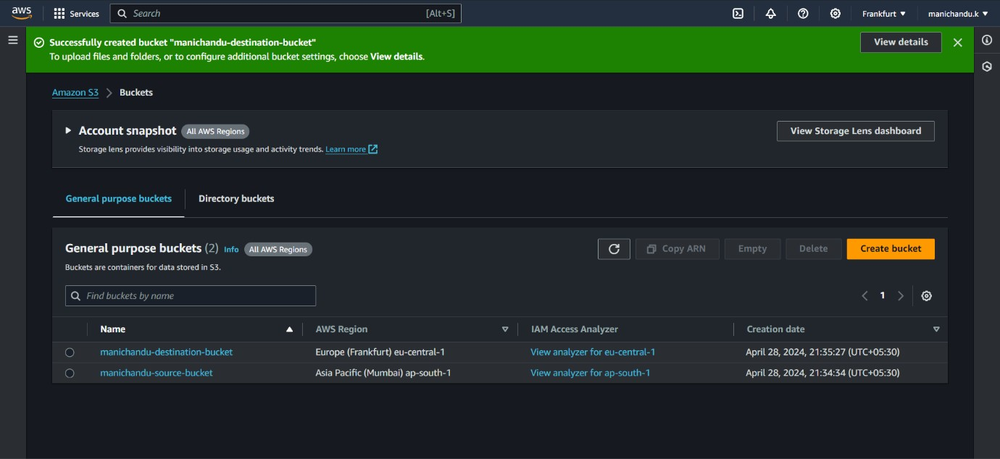 aws Services Search [Alt+S] Frankfurt ▼ manichandu.k ▼
Successfully created bucket "manichandu-destination-bucket"
To upload files and folders, or to configure additional bucket settings, choose View details.
View details
Amazon S3 > Buckets
Account snapshot All AWS Regions
View Storage Lens dashboard
Storage lens provides visibility into storage usage and activity trends. Learn more
General purpose buckets Directory buckets
General purpose buckets (2) Info All AWS Regions
Copy ARN Empty Delete Create bucket
Buckets are containers for data stored in S3.
Find buckets by name
1
Name AWS Region IAM Access Analyzer Creation date
manichandu-destination-bucket Europe (Frankfurt) eu-central-1 View analyzer for eu-central-1 April 28, 2024, 21:35:27 (UTC+05:30)
manichandu-source-bucket Asia Pacific (Mumbai) ap-south-1 View analyzer for ap-south-1 April 28, 2024, 21:34:34 (UTC+05:30)